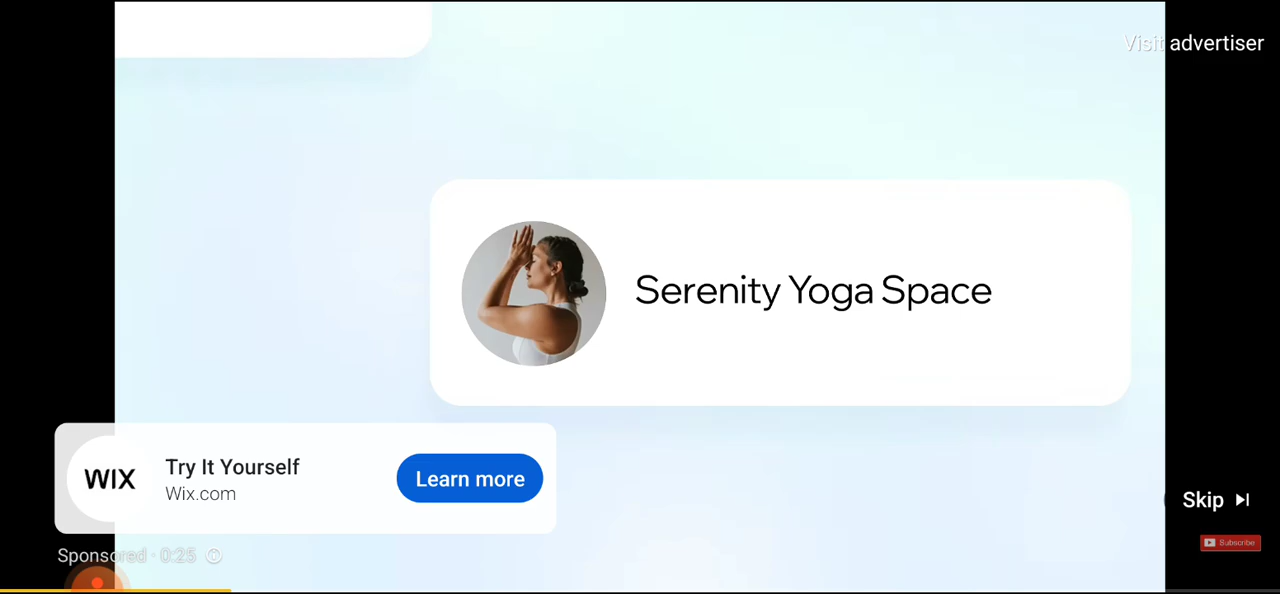 Visit advertiser
Serenity Yoga Space
WIX
Try It Yourself
Wix.com
Learn more
Skip
Subscribe
Sponsored · 0:25